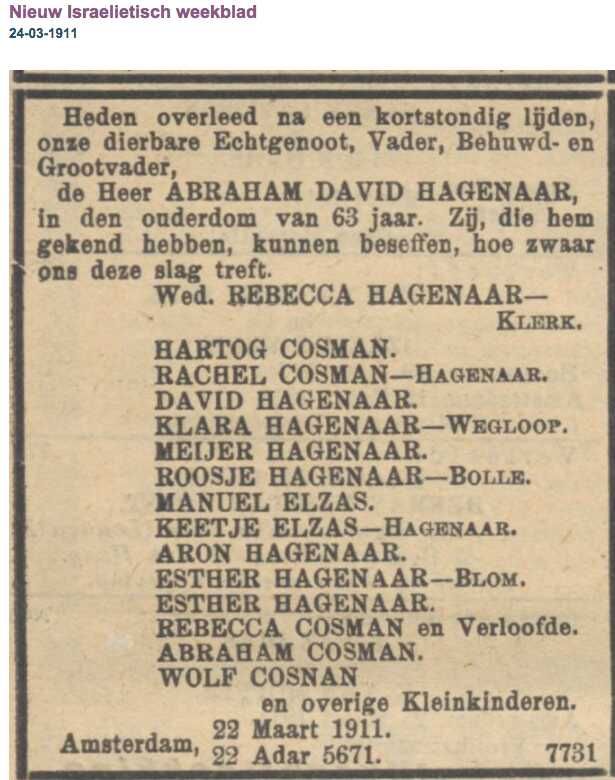 Nieuw Israelietisch weekblad
24-03-1911
Heden overleed na een kortstondig lijden,
onze dierbare Echtgenoot, Vader, Behuwd- en
Grootvader,
de Heer ABRAHAM DAVID HAGENAAR,
in den ouderdom van 63 jaar. Zij, die hem
gekend hebben, kunnen beseffen, hoe zwaar
ons deze slag treft.
Wed. REBECCA HAGENAAR—
KLERK.
HARTOG COSMAN.
RACHEL COSMAN—HAGENAAR.
DAVID HAGENAAR.
KLARA HAGENAAR—WEGLOOP.
MEIJER HAGENAAR.
ROOSJE HAGENAAR—BOLLE.
MANUEL ELZAS.
KEETJE ELZAS—HAGENAAR.
ARON HAGENAAR.
ESTHER HAGENAAR—BLOM.
ESTHER HAGENAAR.
REBECCA COSMAN en Verloofde.
ABRAHAM COSMAN.
WOLF COSNAN
en overige Kleinkinderen.
22 Maart 1911.
Amsterdam,
22 Adar 5671.
7731